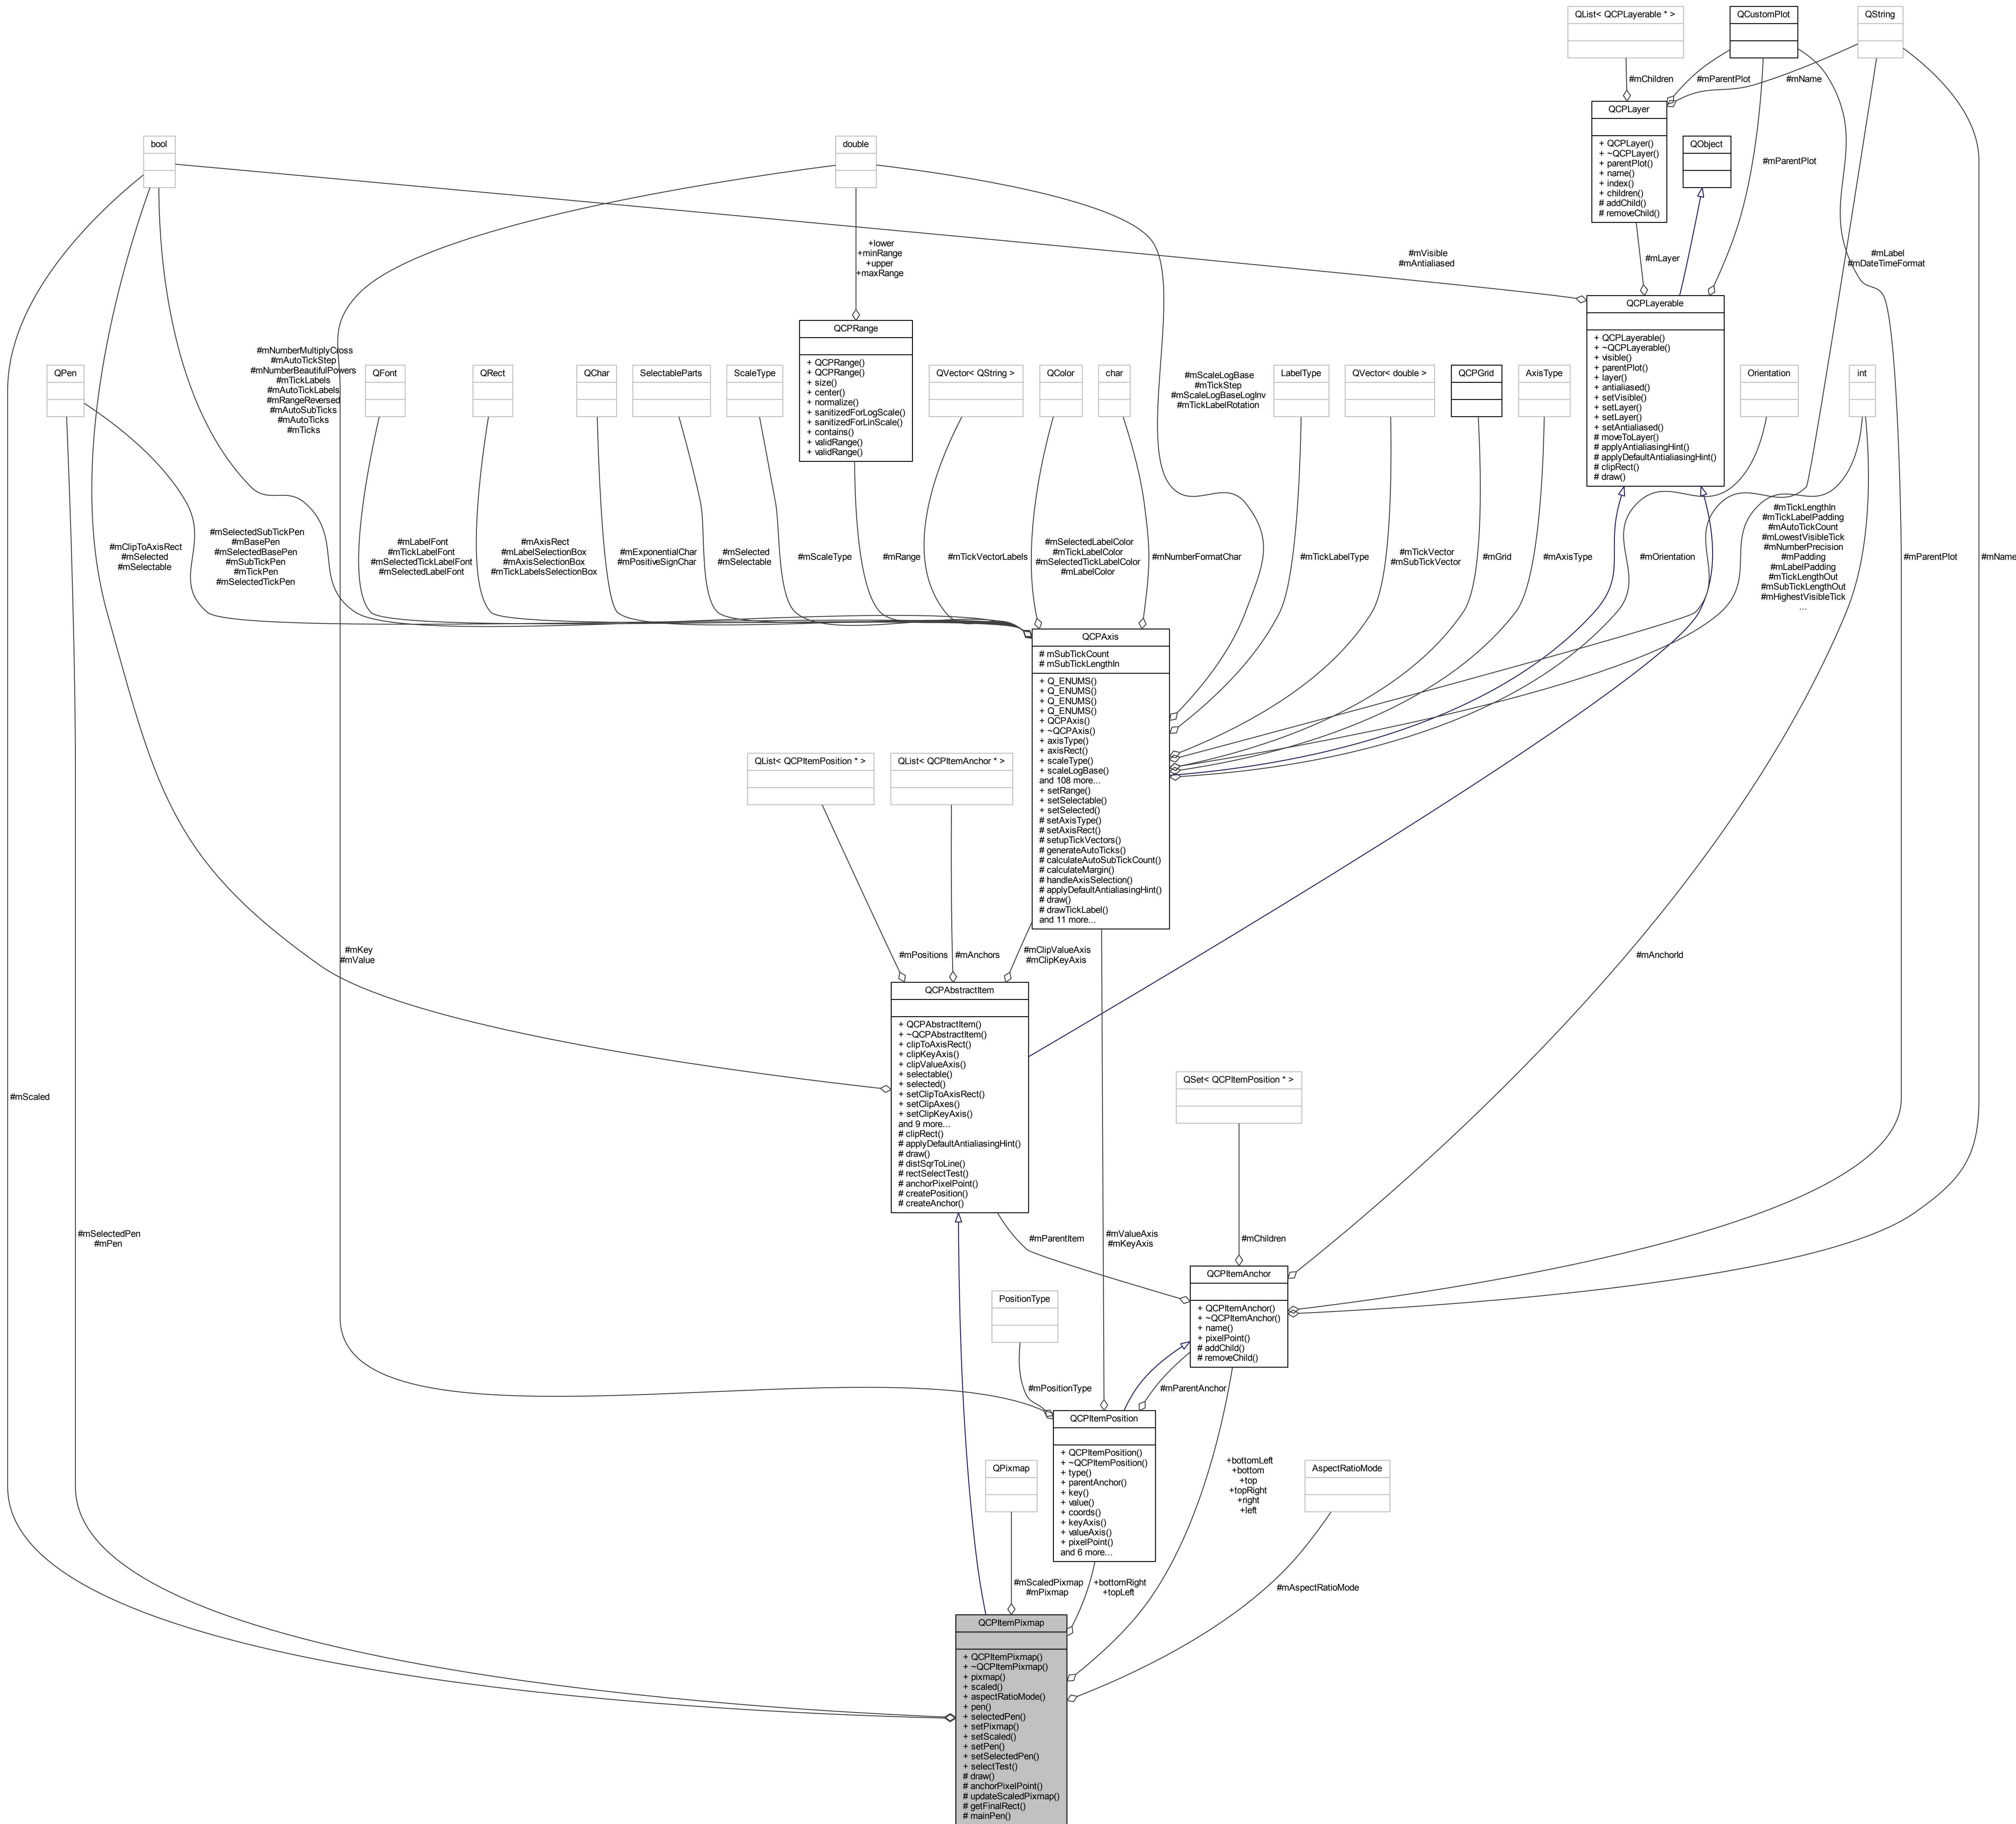 QList< QCPLayerable * >
QCustomPlot
QString
#mChildren
#mParentPlot
#mName
QCPLayer
+ QCPLayer()
+ ~QCPLayer()
+ parentPlot()
+ name()
+ index()
+ children()
# addChild()
# removeChild()
QObject
bool
double
#mParentPlot
+lower
+minRange
+upper
+maxRange
#mVisible
#mAntialiased
#mLayer
#mLabel
#mDateTimeFormat
QCPLayerable
+ QCPLayerable()
+ ~QCPLayerable()
+ visible()
+ parentPlot()
+ layer()
+ antialiased()
+ setVisible()
+ setLayer()
+ setLayer()
+ setAntialiased()
# moveToLayer()
# applyAntialiasingHint()
# applyDefaultAntialiasingHint()
# clipRect()
# draw()
QCPRange
+ QCPRange()
+ QCPRange()
+ size()
+ center()
+ normalize()
+ sanitizedForLogScale()
+ sanitizedForLinScale()
+ contains()
+ validRange()
+ validRange()
QPen
#mNumberMultiplyCross
#mAutoTickStep
#mNumberBeautifulPowers
#mTickLabels
#mAutoTickLabels
#mRangeReversed
#mAutoSubTicks
#mAutoTicks
#mTicks
QFont
QRect
QChar
SelectableParts
ScaleType
QVector< QString >
QColor
char
#mScaleLogBase
#mTickStep
#mScaleLogBaseLogInv
#mTickLabelRotation
LabelType
QVector< double >
QCPGrid
AxisType
Orientation
int
#mClipToAxisRect
#mSelected
#mSelectable
#mSelectedSubTickPen
#mBasePen
#mSelectedBasePen
#mSubTickPen
#mTickPen
#mSelectedTickPen
#mLabelFont
#mTickLabelFont
#mSelectedTickLabelFont
#mSelectedLabelFont
#mAxisRect
#mLabelSelectionBox
#mAxisSelectionBox
#mTickLabelsSelectionBox
#mExponentialChar
#mPositiveSignChar
#mSelected
#mSelectable
#mScaleType
#mRange
#mTickVectorLabels
#mSelectedLabelColor
#mTickLabelColor
#mSelectedTickLabelColor
#mLabelColor
#mNumberFormatChar
#mTickLabelType
#mTickVector
#mSubTickVector
#mGrid
#mAxisType
#mOrientation
#mTickLengthIn
#mTickLabelPadding
#mAutoTickCount
#mLowestVisibleTick
#mNumberPrecision
#mPadding
#mLabelPadding
#mTickLengthOut
#mSubTickLengthOut
#mHighestVisibleTick
...
#mParentPlot
#mName
QCPAxis
# mSubTickCount
# mSubTickLengthIn
+ Q_ENUMS()
+ Q_ENUMS()
+ Q_ENUMS()
+ Q_ENUMS()
+ QCPAxis()
+ ~QCPAxis()
+ axisType()
+ axisRect()
+ scaleType()
+ scaleLogBase()
and 108 more...
+ setRange()
+ setSelectable()
+ setSelected()
# setAxisType()
# setAxisRect()
# setupTickVectors()
# generateAutoTicks()
# calculateAutoSubTickCount()
# calculateMargin()
# handleAxisSelection()
# applyDefaultAntialiasingHint()
# draw()
# drawTickLabel()
and 11 more...
QList< QCPItemPosition * >
QList< QCPItemAnchor * >
#mKey
#mValue
#mPositions
#mAnchors
#mClipValueAxis
#mClipKeyAxis
#mAnchorId
QCPAbstractItem
+ QCPAbstractItem()
+ ~QCPAbstractItem()
+ clipToAxisRect()
+ clipKeyAxis()
+ clipValueAxis()
+ selectable()
+ selected()
+ setClipToAxisRect()
+ setClipAxes()
+ setClipKeyAxis()
and 9 more...
# clipRect()
# applyDefaultAntialiasingHint()
# draw()
# distSqrToLine()
# rectSelectTest()
# anchorPixelPoint()
# createPosition()
# createAnchor()
#mScaled
QSet< QCPItemPosition * >
#mSelectedPen
#mPen
#mParentItem
#mValueAxis
#mKeyAxis
#mChildren
QCPItemAnchor
+ QCPItemAnchor()
+ ~QCPItemAnchor()
+ name()
+ pixelPoint()
# addChild()
# removeChild()
PositionType
#mPositionType
#mParentAnchor
QCPItemPosition
+ QCPItemPosition()
+ ~QCPItemPosition()
+ type()
+ parentAnchor()
+ key()
+ value()
+ coords()
+ keyAxis()
+ valueAxis()
+ pixelPoint()
and 6 more...
QPixmap
+bottomLeft
+bottom
+top
+topRight
+right
+left
AspectRatioMode
#mScaledPixmap
#mPixmap
+bottomRight
+topLeft
#mAspectRatioMode
QCPItemPixmap
+ QCPItemPixmap()
+ ~QCPItemPixmap()
+ pixmap()
+ scaled()
+ aspectRatioMode()
+ pen()
+ selectedPen()
+ setPixmap()
+ setScaled()
+ setPen()
+ setSelectedPen()
+ selectTest()
# draw()
# anchorPixelPoint()
# updateScaledPixmap()
# getFinalRect()
# mainPen()